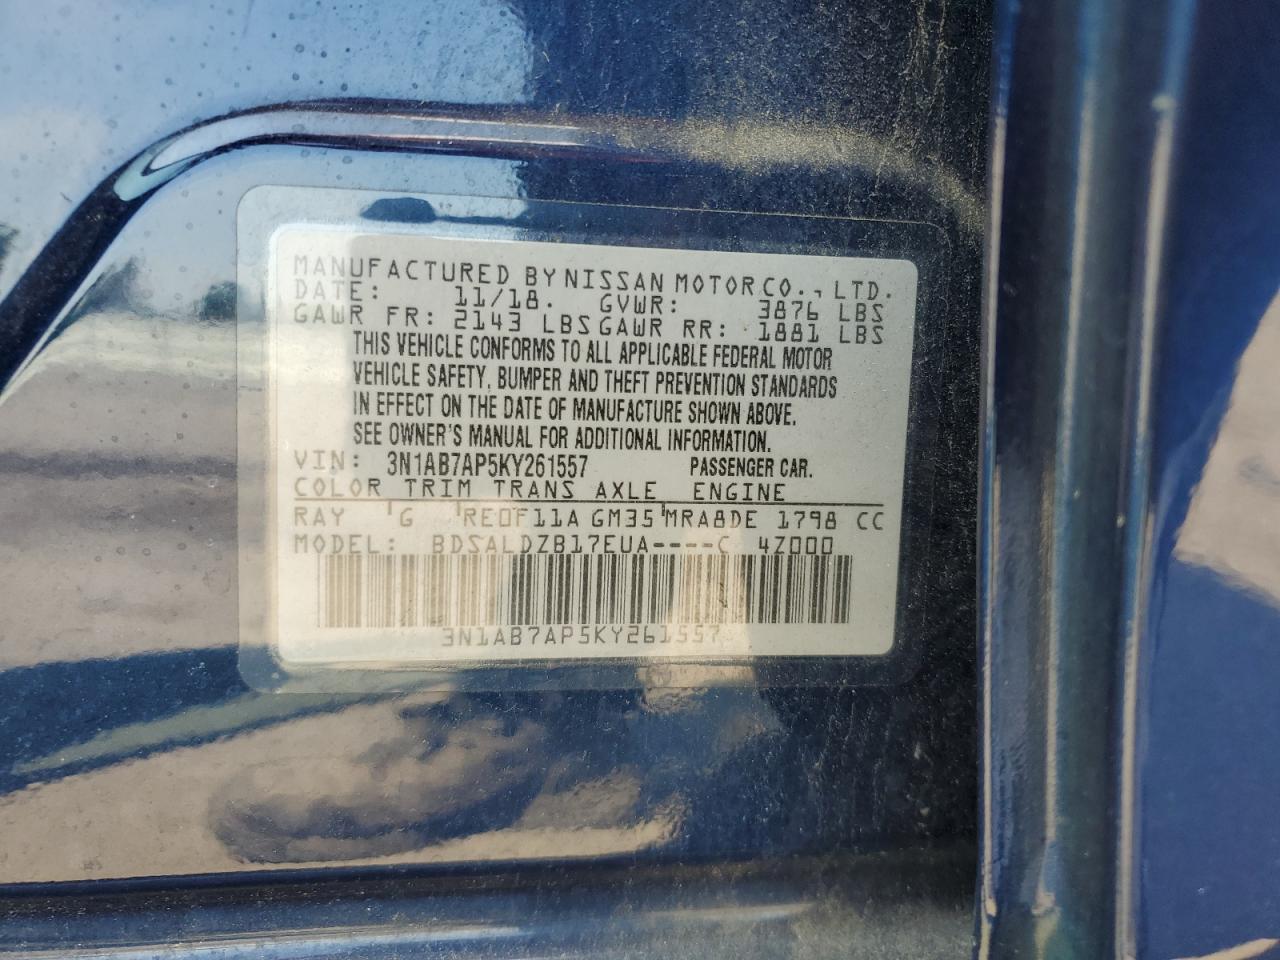 MANUFACTURED BY NISSAN MOTOR CO., LTD.
DATE: 11/18. GVWR: 3876 LBS
GAWR FR: 2143 LBS GAWR RR: 1881 LBS
THIS VEHICLE CONFORMS TO ALL APPLICABLE FEDERAL MOTOR
VEHICLE SAFETY, BUMPER AND THEFT PREVENTION STANDARDS
IN EFFECT ON THE DATE OF MANUFACTURE SHOWN ABOVE.
SEE OWNER'S MANUAL FOR ADDITIONAL INFORMATION.
VIN: 3N1AB7AP5KY261557 PASSENGER CAR.
COLOR TRIM TRANS AXLE ENGINE
RAY G RE0F11A GM35 MRA8DE 1798 CC
MODEL: BDSALDZB17EUA----C 4Z000
3N1AB7AP5KY261557